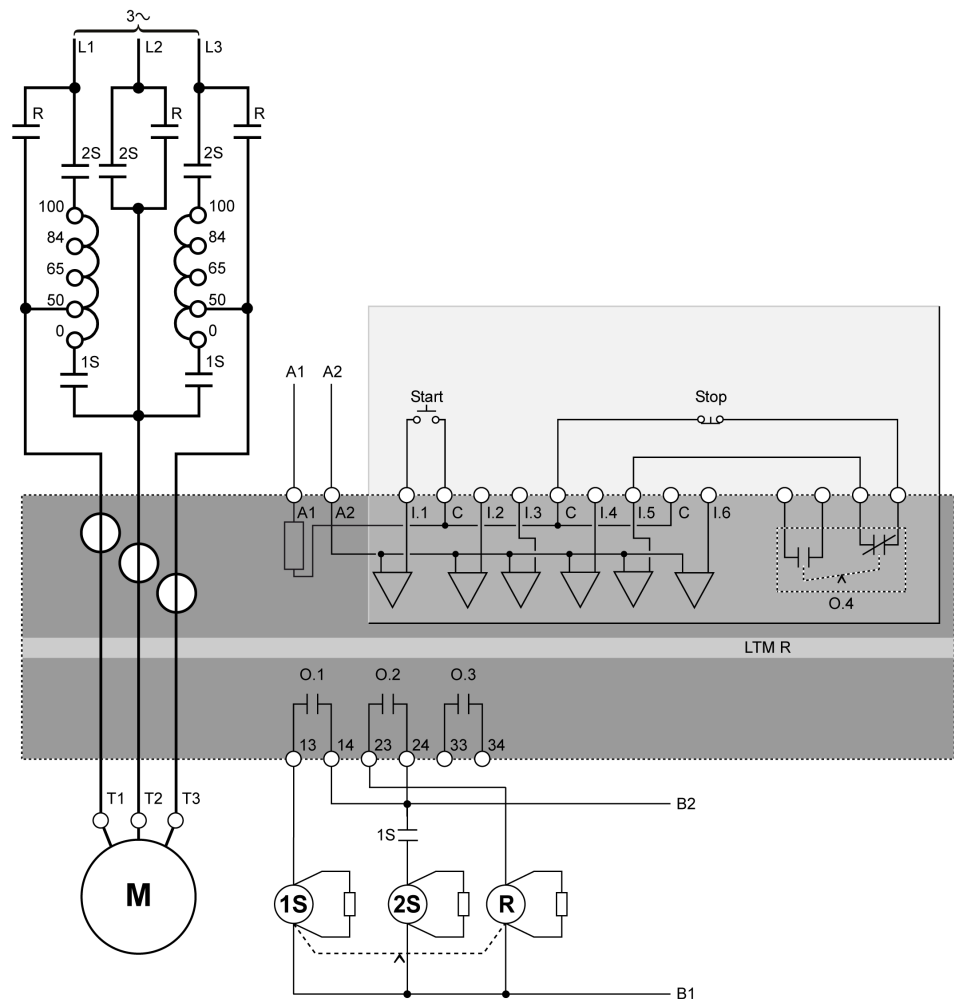 3∿
L1 L2 L3
R R R
2S 2S 2S
100 100
84 84
65 65
50 50
0 0
1S 1S
A1 A2
Start Stop
A1 A2 I.1 C I.2 I.3 C I.4 I.5 C I.6
O.4
LTM R
O.1 O.2 O.3
13 14 23 24 33 34
T1 T2 T3
B2
1S
M
1S 2S R
B1